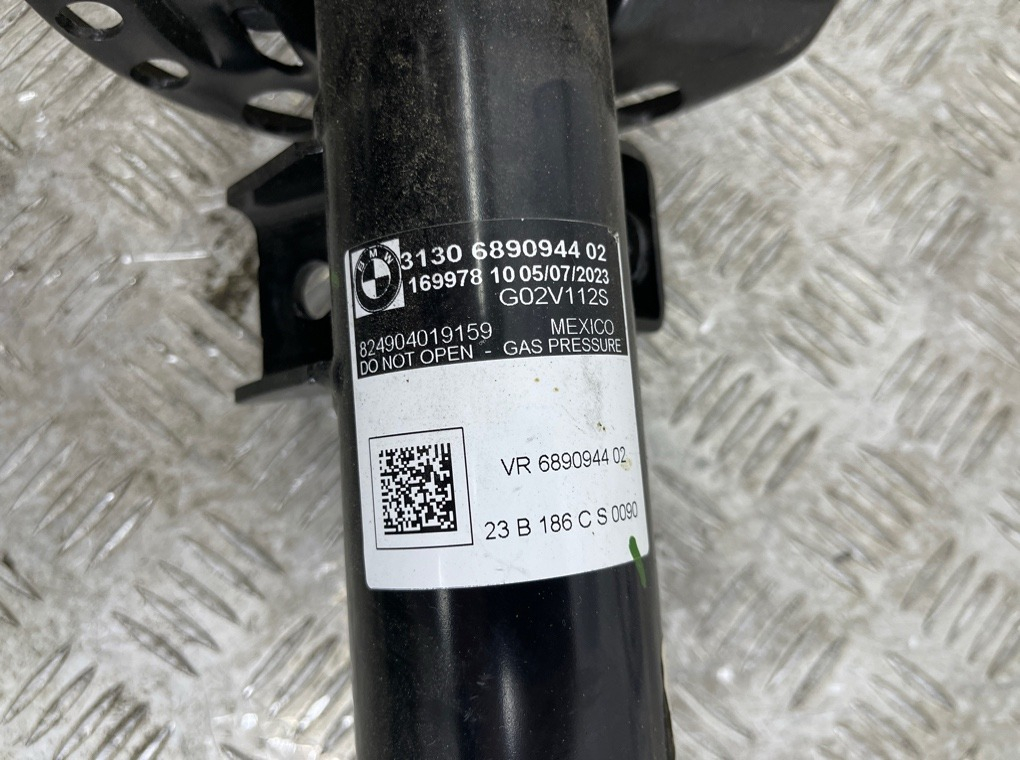 BMW
3130 6890944 02
169978 10 05/07/2023
G02V112S
824904019159 MEXICO
DO NOT OPEN - GAS PRESSURE
VR 6890944 02
23 B 186 C S 0090